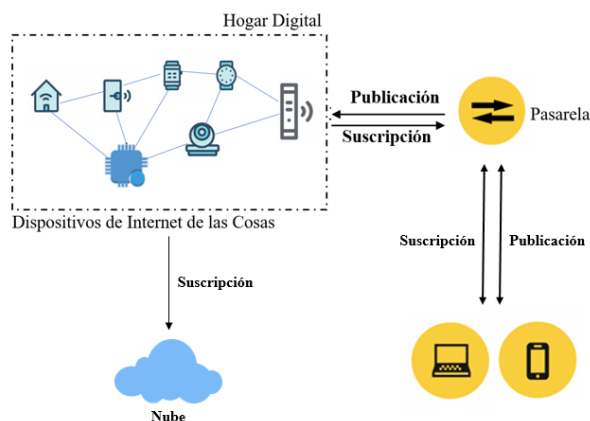 Hogar Digital
Publicación
Suscripción
Pasarela
Dispositivos de Internet de las Cosas
Suscripción
Publicación
Suscripción
Nube